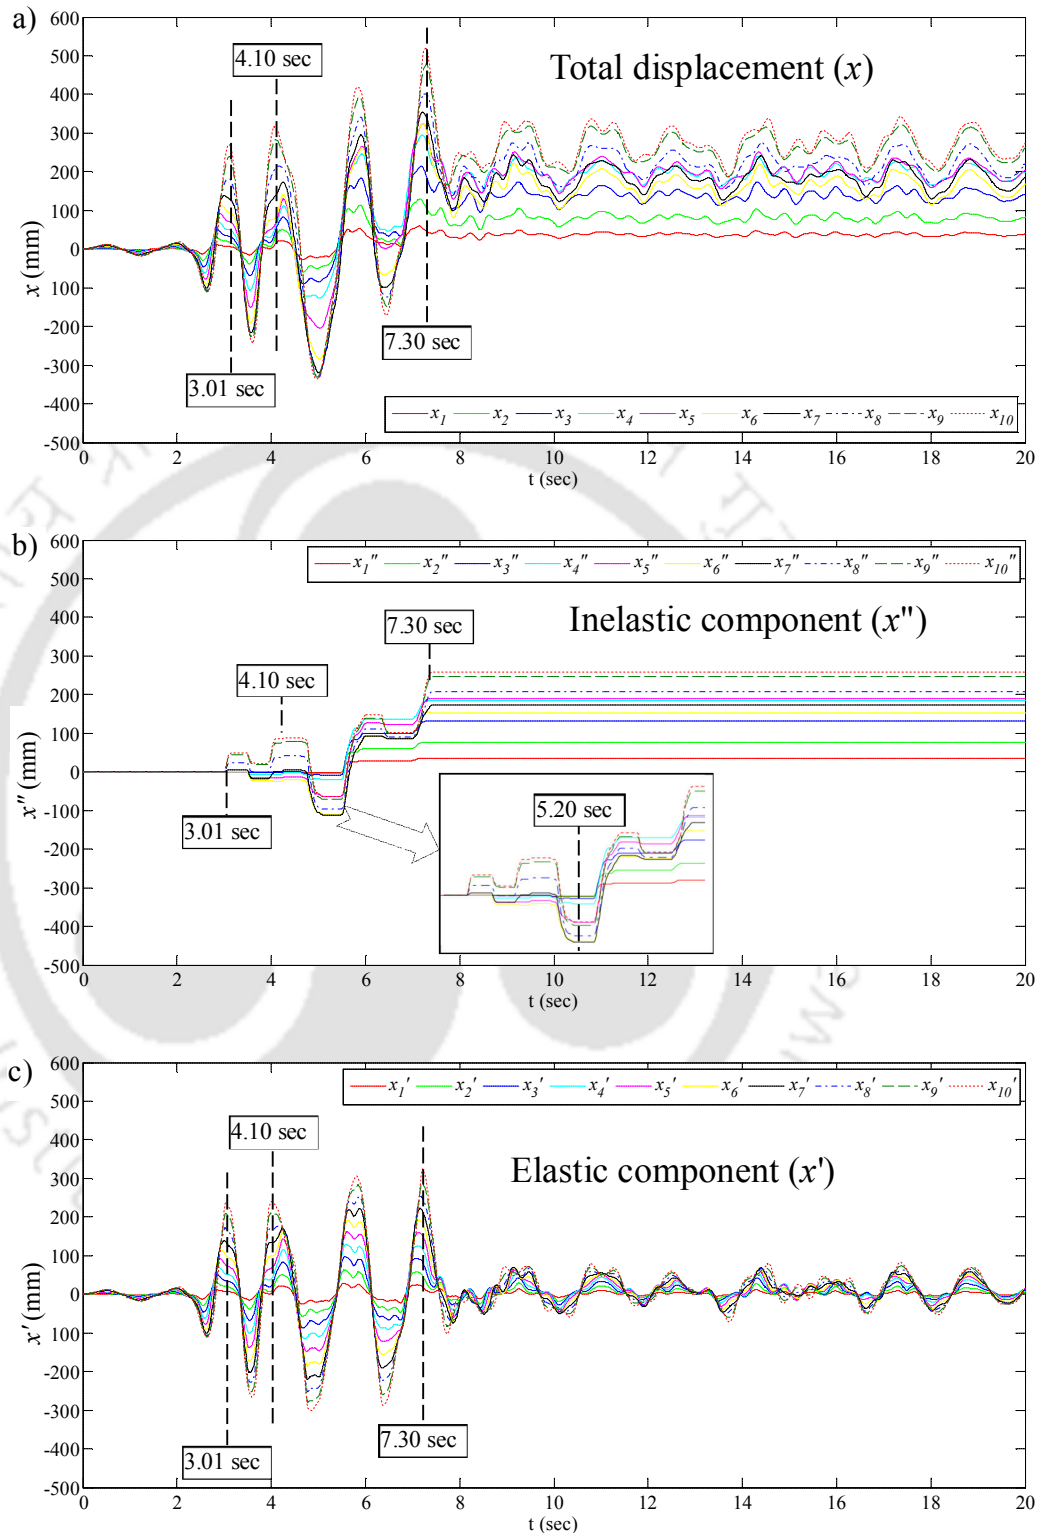 a)
600
500
400
300
200
100
0
-100
-200
-300
-400
-500
x (mm)
4.10 sec
Total displacement (x)
7.30 sec
3.01 sec
x1 x2 x3 x4 x5 x6 x7 x8 x9 x10
0 2 4 6 8 10 12 14 16 18 20
t (sec)
b)
600
500
400
300
200
100
0
-100
-200
-300
-400
-500
x" (mm)
x1" x2" x3" x4" x5" x6" x7" x8" x9" x10"
7.30 sec
Inelastic component (x")
4.10 sec
3.01 sec
5.20 sec
0 2 4 6 8 10 12 14 16 18 20
t (sec)
c)
600
500
400
300
200
100
0
-100
-200
-300
-400
-500
x' (mm)
x1' x2' x3' x4' x5' x6' x7' x8' x9' x10'
4.10 sec
Elastic component (x')
7.30 sec
3.01 sec
0 2 4 6 8 10 12 14 16 18 20
t (sec)